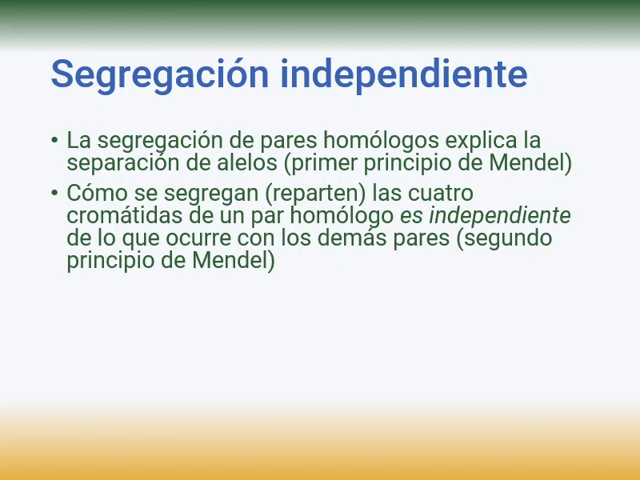 Segregación independiente
• La segregación de pares homólogos explica la
separación de alelos (primer principio de Mendel)
• Cómo se segregan (reparten) las cuatro
cromátidas de un par homólogo es independiente
de lo que ocurre con los demás pares (segundo
principio de Mendel)